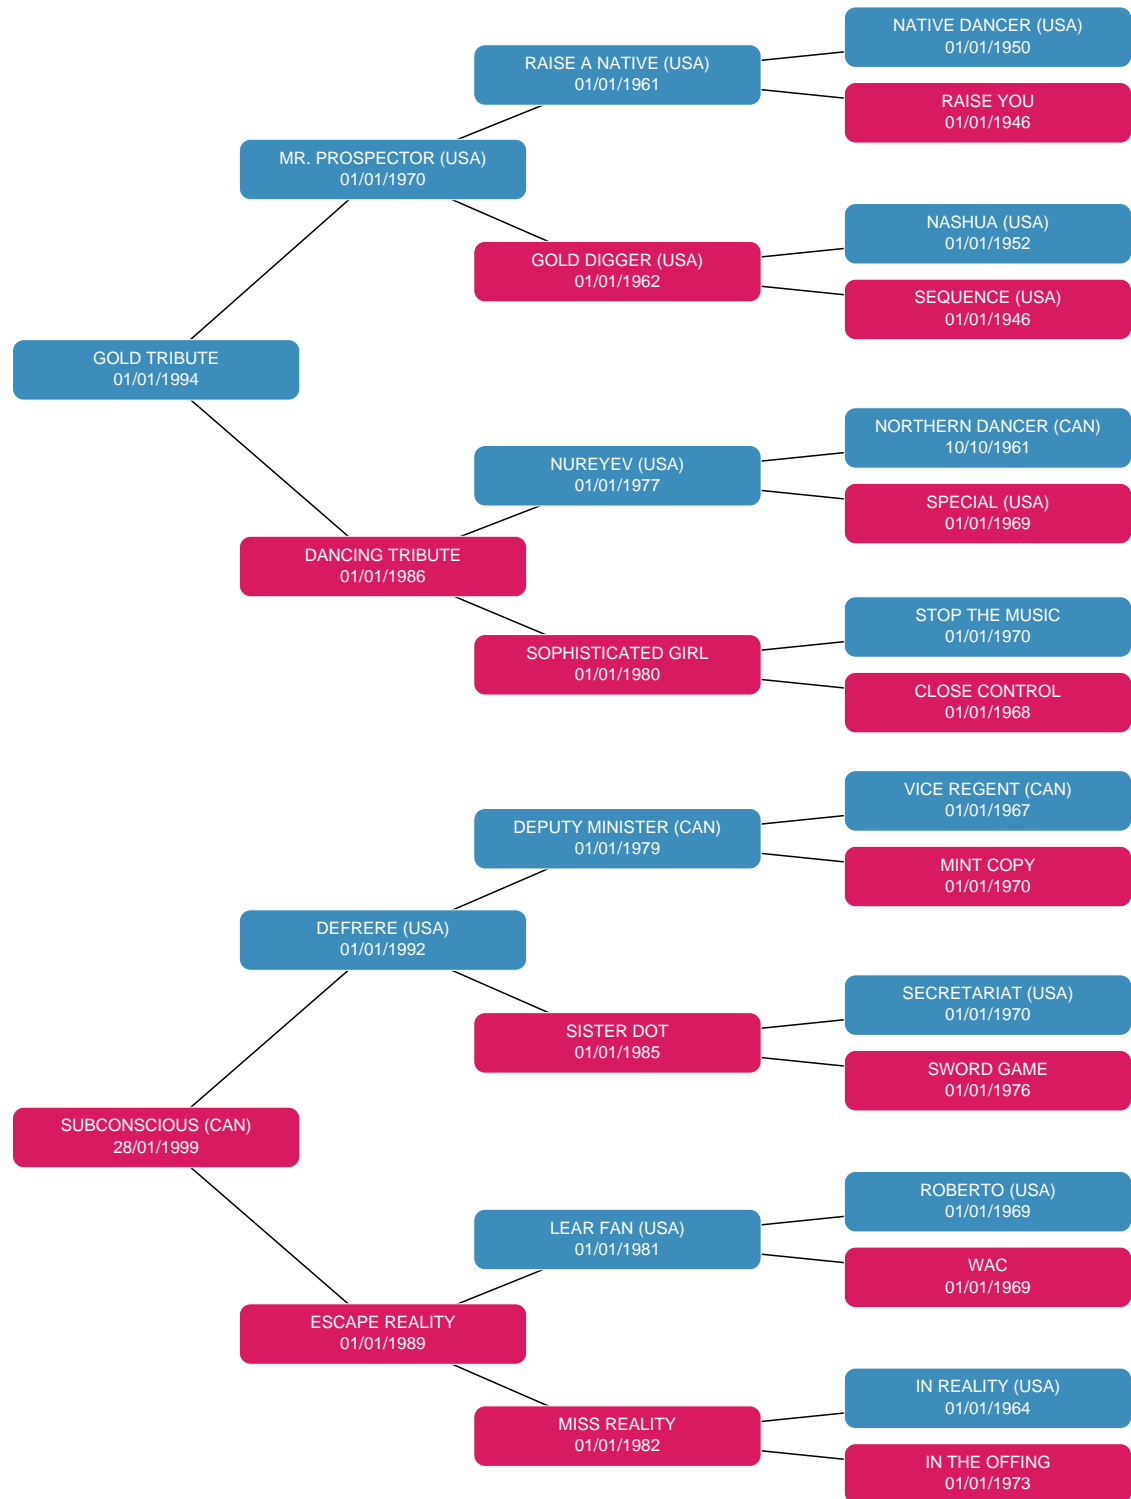 NATIVE DANCER (USA)
01/01/1950
RAISE A NATIVE (USA)
01/01/1961
RAISE YOU
01/01/1946
MR. PROSPECTOR (USA)
01/01/1970
NASHUA (USA)
01/01/1952
GOLD DIGGER (USA)
01/01/1962
SEQUENCE (USA)
01/01/1946
GOLD TRIBUTE
01/01/1994
NORTHERN DANCER (CAN)
10/10/1961
NUREYEV (USA)
01/01/1977
SPECIAL (USA)
01/01/1969
DANCING TRIBUTE
01/01/1986
STOP THE MUSIC
01/01/1970
SOPHISTICATED GIRL
01/01/1980
CLOSE CONTROL
01/01/1968
VICE REGENT (CAN)
01/01/1967
DEPUTY MINISTER (CAN)
01/01/1979
MINT COPY
01/01/1970
DEFRERE (USA)
01/01/1992
SECRETARIAT (USA)
01/01/1970
SISTER DOT
01/01/1985
SWORD GAME
01/01/1976
SUBCONSCIOUS (CAN)
28/01/1999
ROBERTO (USA)
01/01/1969
LEAR FAN (USA)
01/01/1981
WAC
01/01/1969
ESCAPE REALITY
01/01/1989
IN REALITY (USA)
01/01/1964
MISS REALITY
01/01/1982
IN THE OFFING
01/01/1973